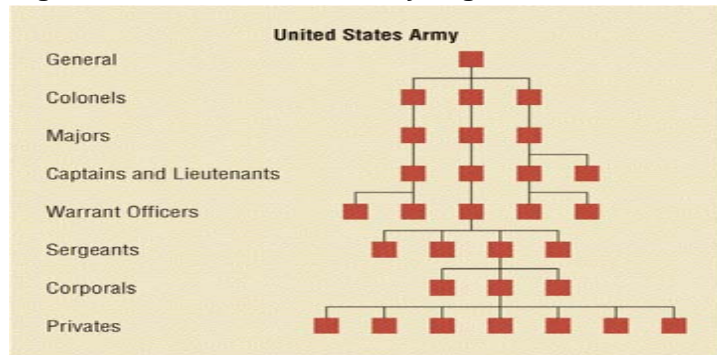 United States Army
General
Colonels
Majors
Captains and Lieutenants
Warrant Officers
Sergeants
Corporals
Privates